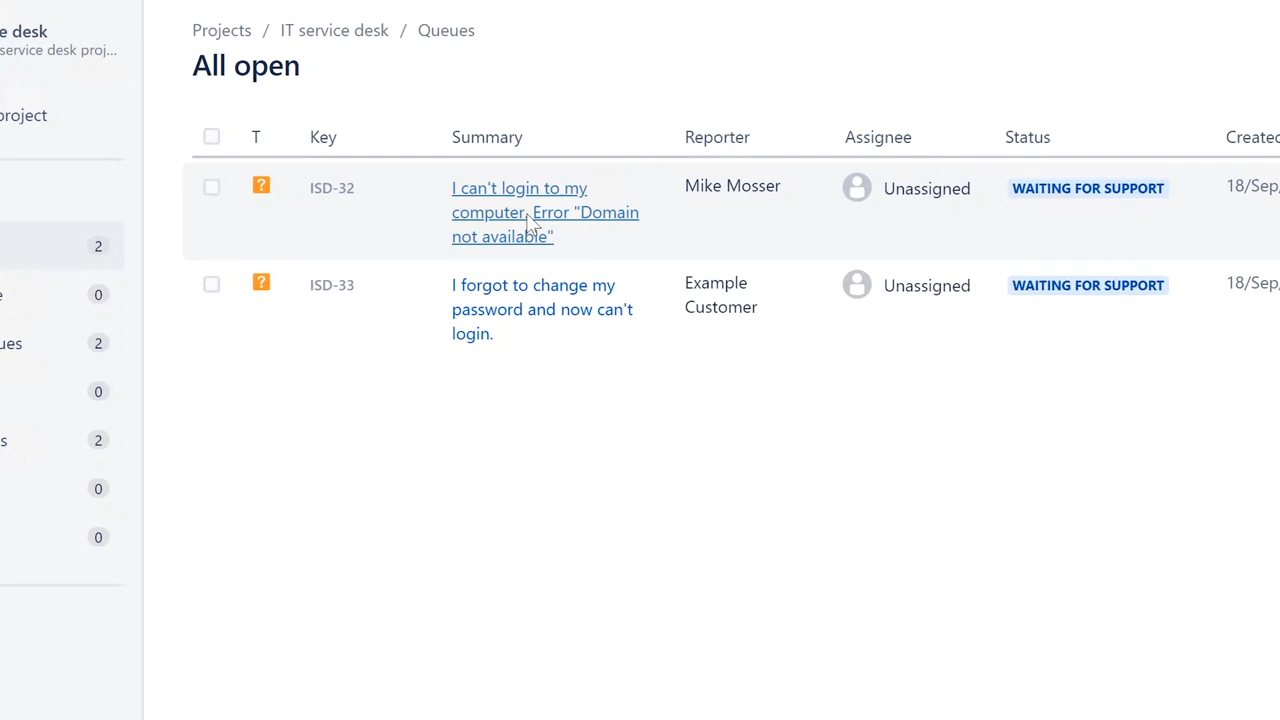 e desk
service desk proj...
project
2
e
0
ues
2
0
s
2
0
0
Projects / IT service desk / Queues
All open
T Key Summary Reporter Assignee Status Created
ISD-32 I can't login to my Mike Mosser Unassigned WAITING FOR SUPPORT 18/Sep/
computer. Error "Domain
not available"
ISD-33 I forgot to change my Example Unassigned WAITING FOR SUPPORT 18/Sep/
password and now can't Customer
login.